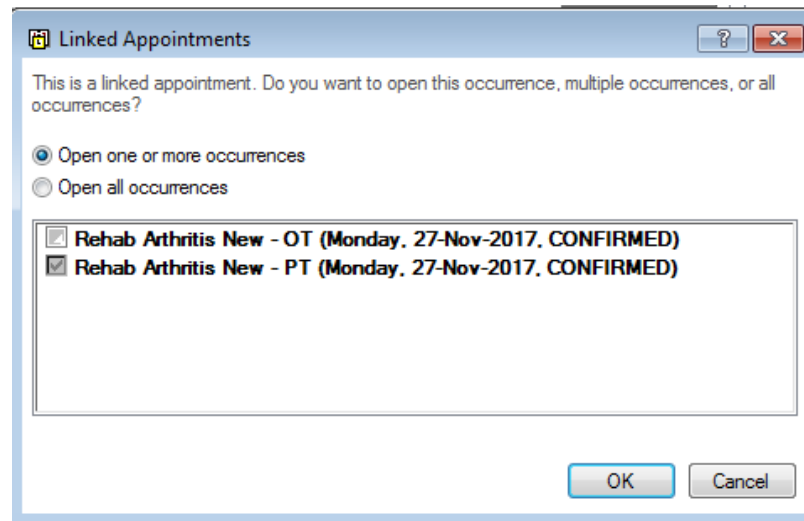 Linked Appointments
This is a linked appointment. Do you want to open this occurrence, multiple occurrences, or all
occurrences?
Open one or more occurrences
Open all occurrences
Rehab Arthritis New - OT (Monday, 27-Nov-2017, CONFIRMED)
Rehab Arthritis New - PT (Monday, 27-Nov-2017, CONFIRMED)
OK Cancel